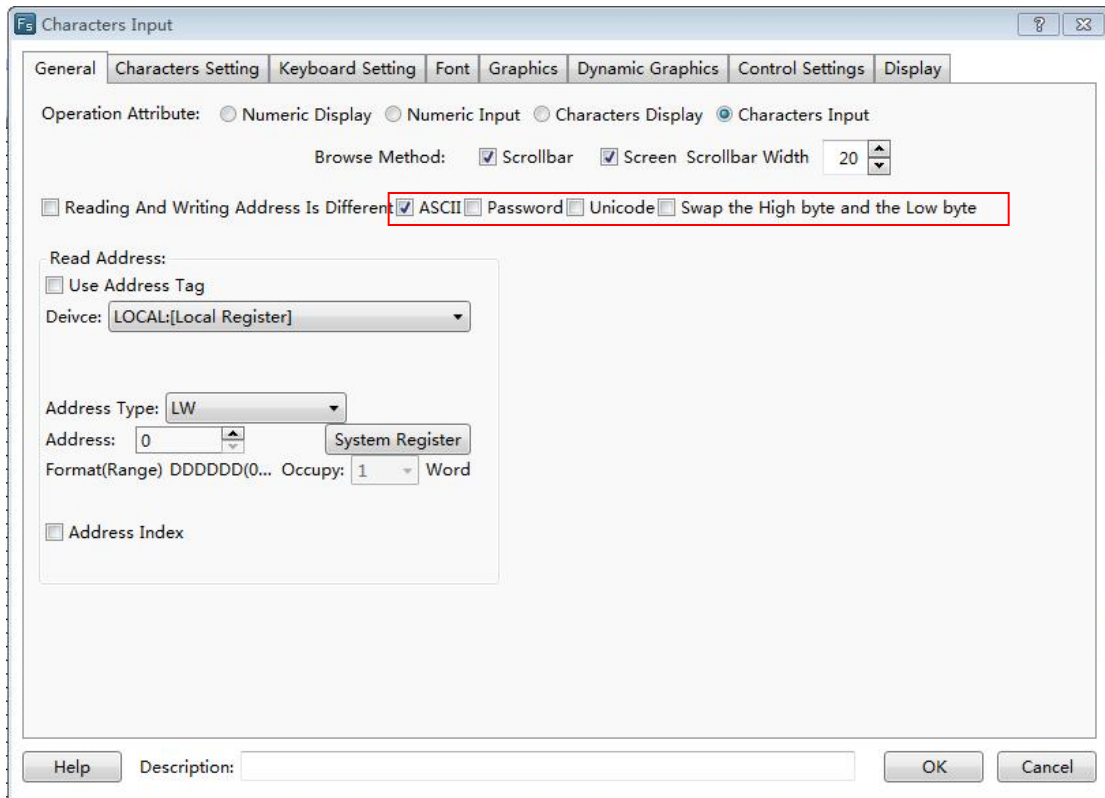 Fs Characters Input
General Characters Setting Keyboard Setting Font Graphics Dynamic Graphics Control Settings Display
Operation Attribute: Numeric Display Numeric Input Characters Display Characters Input
Browse Method: Scrollbar Screen Scrollbar Width 20
Reading And Writing Address Is Different ASCII Password Unicode Swap the High byte and the Low byte
Read Address:
Use Address Tag
Deivce: LOCAL:[Local Register]
Address Type: LW
Address: 0 System Register
Format(Range) DDDDDD(0... Occupy: 1 Word
Address Index
Help Description: OK Cancel